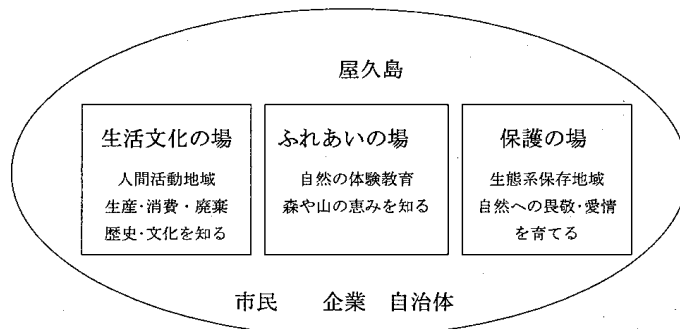 屋久島
生活文化の場
人間活動地域
生産・消費・廃棄
歴史・文化を知る
ふれあいの場
自然の体験教育
森や山の恵みを知る
保護の場
生態系保存地域
自然への畏敬・愛情
を育てる
市民　企業　自治体